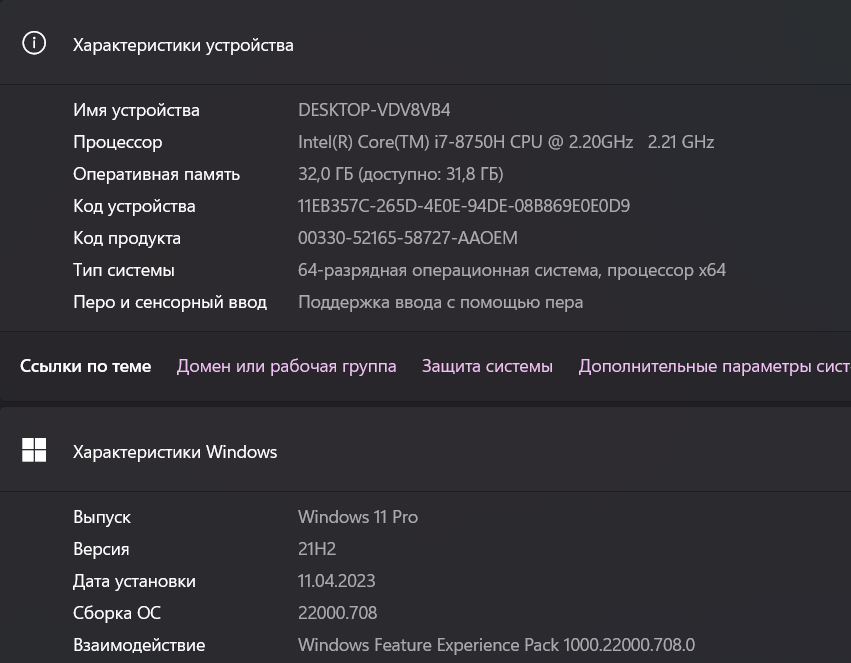 Характеристики устройства
Имя устройства DESKTOP-VDV8VB4
Процессор Intel(R) Core(TM) i7-8750H CPU @ 2.20GHz 2.21 GHz
Оперативная память 32,0 ГБ (доступно: 31,8 ГБ)
Код устройства 11EB357C-265D-4E0E-94DE-08B869E0E0D9
Код продукта 00330-52165-58727-AAOEM
Тип системы 64-разрядная операционная система, процессор x64
Перо и сенсорный ввод Поддержка ввода с помощью пера
Ссылки по теме Домен или рабочая группа Защита системы Дополнительные параметры сист
Характеристики Windows
Выпуск Windows 11 Pro
Версия 21H2
Дата установки 11.04.2023
Сборка ОС 22000.708
Взаимодействие Windows Feature Experience Pack 1000.22000.708.0